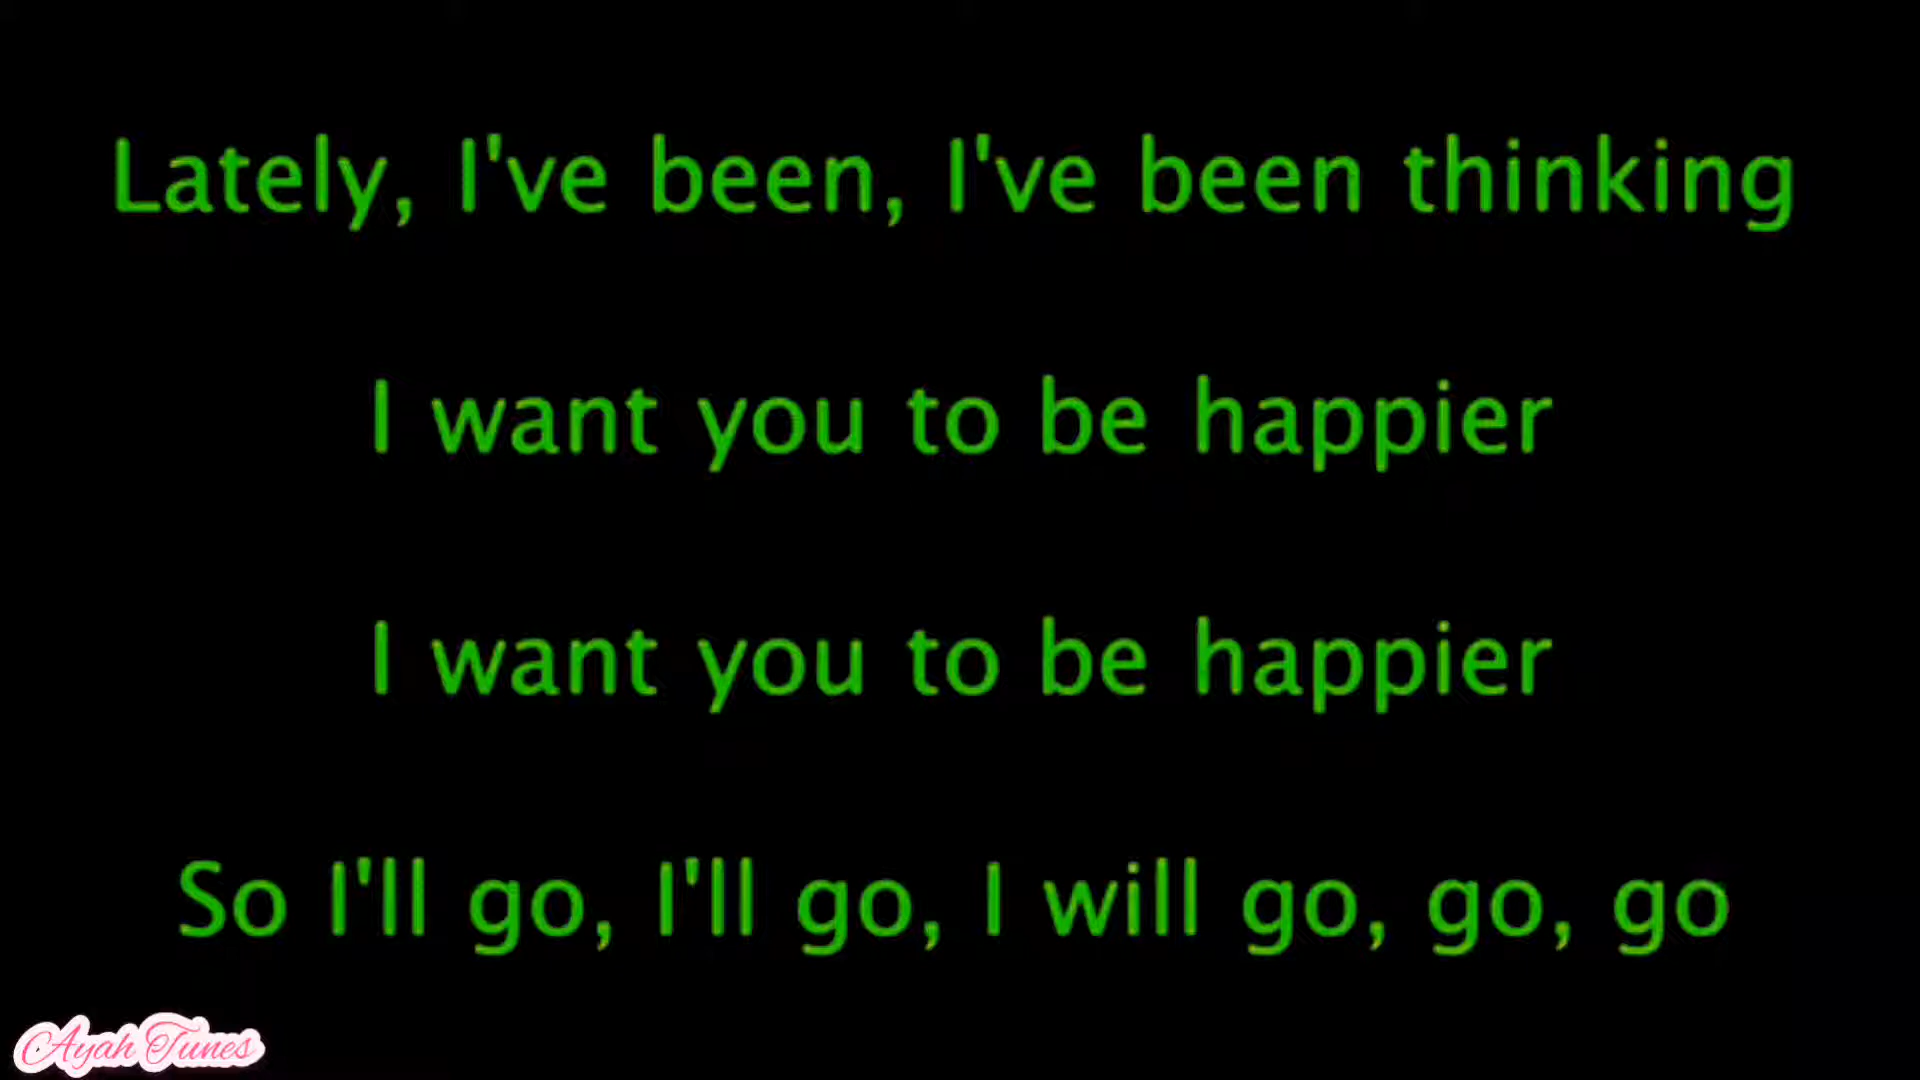 Lately, I've been, I've been thinking
I want you to be happier
I want you to be happier
So I'll go, I'll go, I will go, go, go
Ayah Tunes